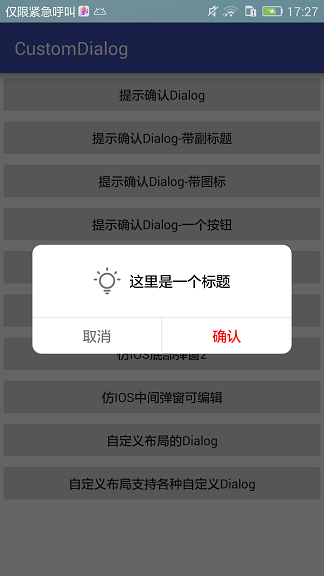 仅限紧急呼叫
17:27
CustomDialog
提示确认Dialog
提示确认Dialog-带副标题
提示确认Dialog-带图标
提示确认Dialog-一个按钮
这里是一个标题
取消
确认
仿IOS底部弹窗2
仿IOS中间弹窗可编辑
自定义布局的Dialog
自定义布局支持各种自定义Dialog